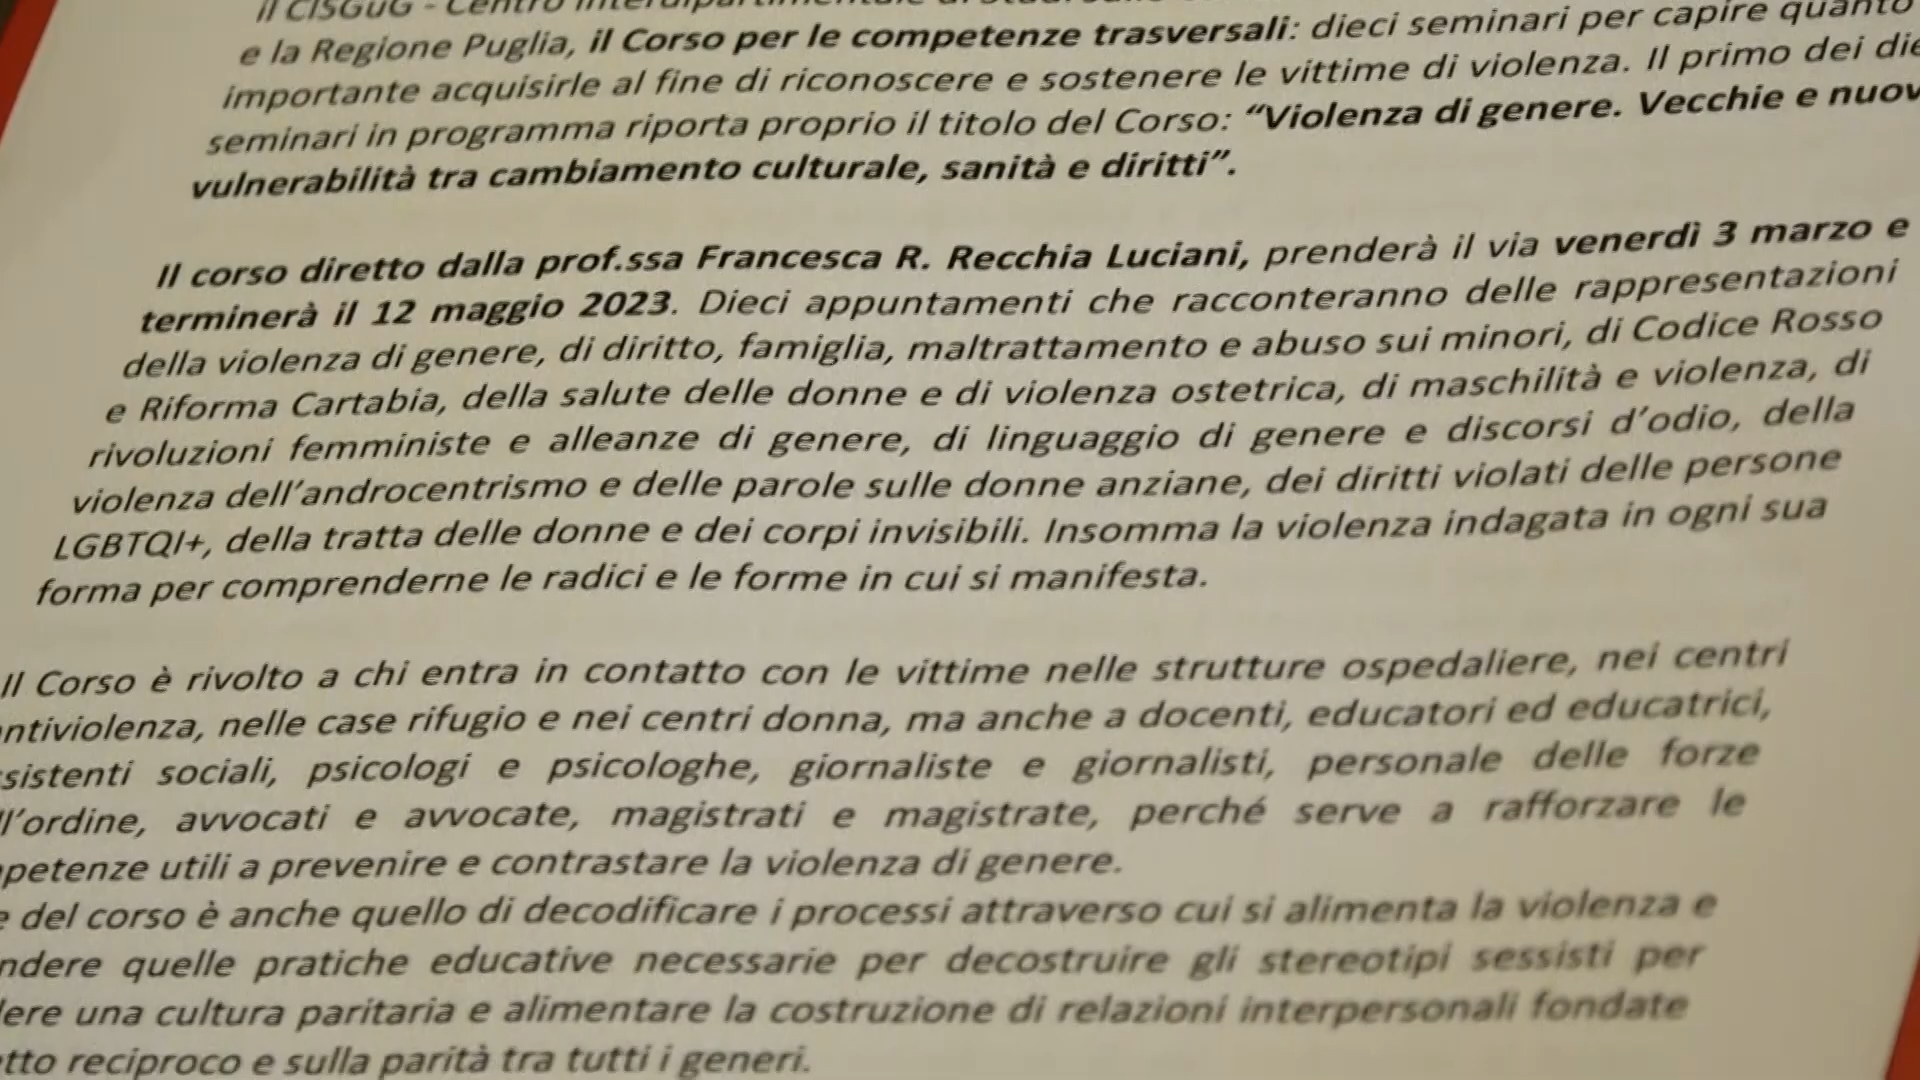 il CISGuG - Centro Interdipartimentale di Studi
e la Regione Puglia, il Corso per le competenze trasversali: dieci seminari per capire quanto
importante acquisirle al fine di riconoscere e sostenere le vittime di violenza. Il primo dei
seminari in programma riporta proprio il titolo del Corso: “Violenza di genere. Vecchie e nuov
vulnerabilità tra cambiamento culturale, sanità e diritti”.
Il corso diretto dalla prof.ssa Francesca R. Recchia Luciani, prenderà il via venerdì 3 marzo e
terminerà il 12 maggio 2023. Dieci appuntamenti che racconteranno delle rappresentazioni
della violenza di genere, di diritto, famiglia, maltrattamento e abuso sui minori, di Codice Rosso
e Riforma Cartabia, della salute delle donne e di violenza ostetrica, di maschilità e violenza, di
rivoluzioni femministe e alleanze di genere, di linguaggio di genere e discorsi d’odio, della
violenza dell’androcentrismo e delle parole sulle donne anziane, dei diritti violati delle persone
LGBTQI+, della tratta delle donne e dei corpi invisibili. Insomma la violenza indagata in ogni sua
forma per comprenderne le radici e le forme in cui si manifesta.
Il Corso è rivolto a chi entra in contatto con le vittime nelle strutture ospedaliere, nei centri
ntiviolenza, nelle case rifugio e nei centri donna, ma anche a docenti, educatori ed educatrici,
sistenti sociali, psicologi e psicologhe, giornaliste e giornalisti, personale delle forze
l’ordine, avvocati e avvocate, magistrati e magistrate, perché serve a rafforzare le
petenze utili a prevenire e contrastare la violenza di genere.
e del corso è anche quello di decodificare i processi attraverso cui si alimenta la violenza e
ndere quelle pratiche educative necessarie per decostruire gli stereotipi sessisti per
dere una cultura paritaria e alimentare la costruzione di relazioni interpersonali fondate
tto reciproco e sulla parità tra tutti i generi.